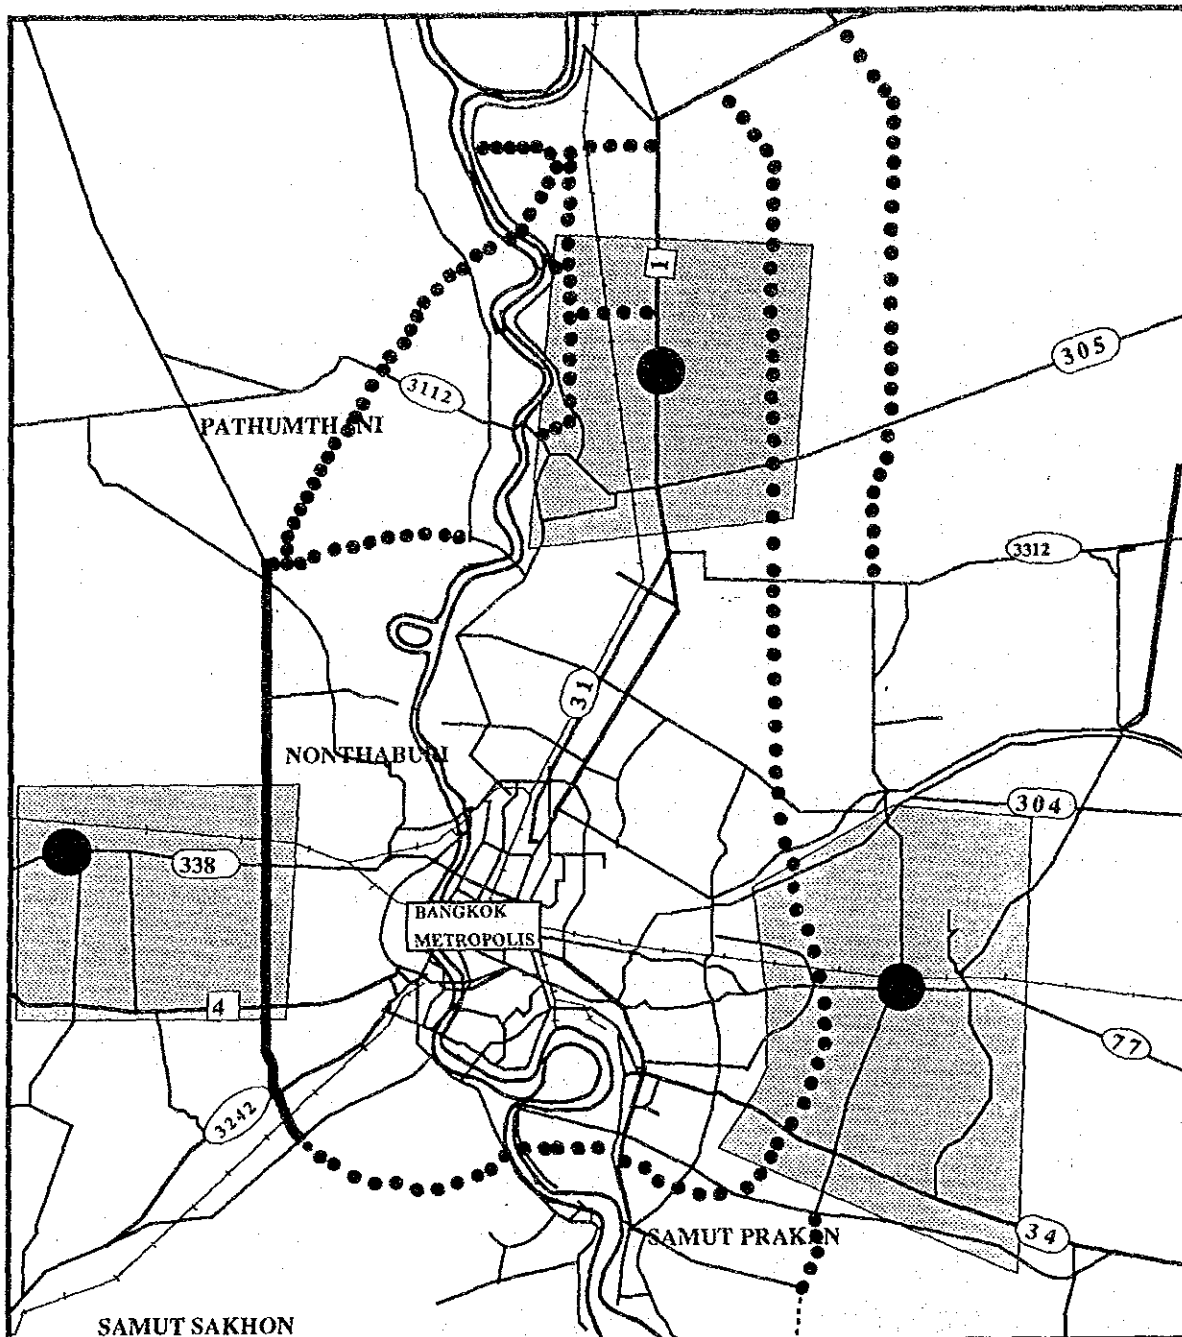 1
305
3112
PATHUMTHANI
3312
31
NONTHABURI
304
338
BANGKOK
METROPOLIS
4
77
3242
34
SAMUT PRAKAN
SAMUT SAKHON